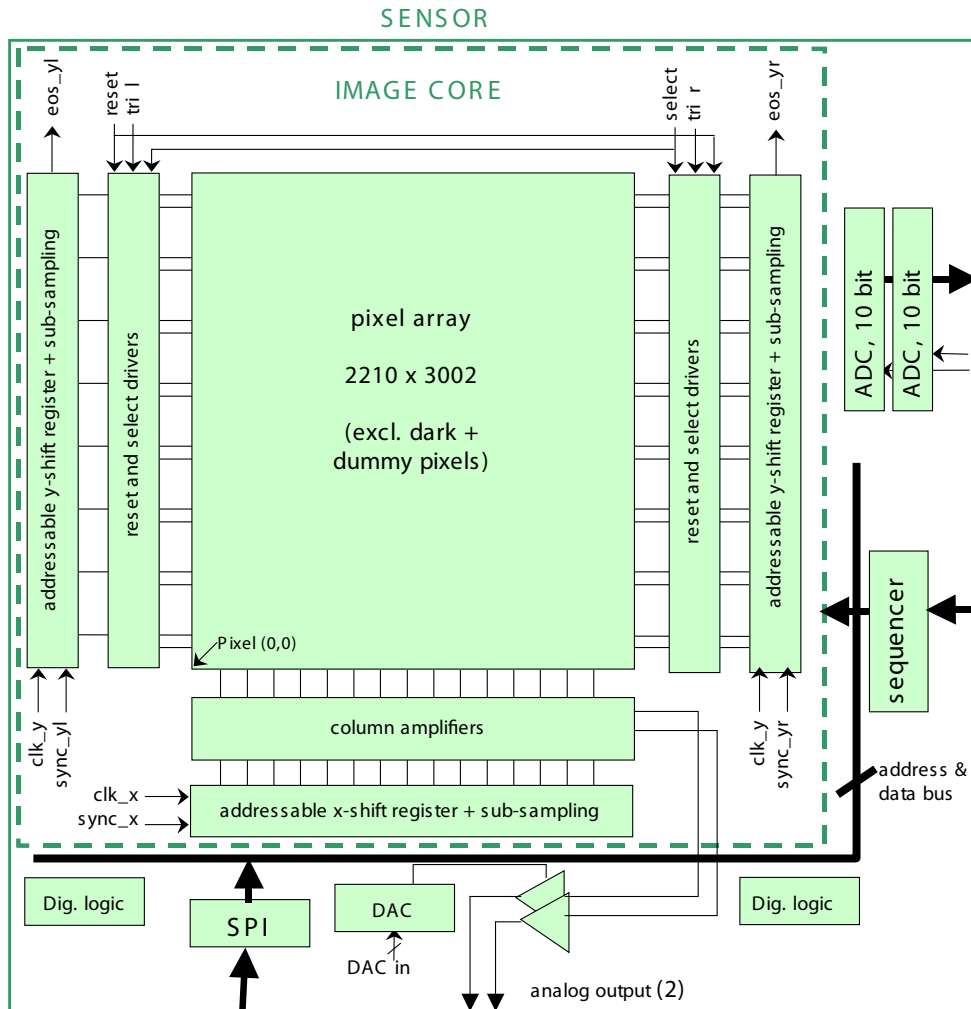 SENSOR
IMAGE CORE
eos_yl
reset
tri_l
select
tri_r
eos_yr
addressable y-shift register + sub-sampling
reset and select drivers
pixel array
2210 x 3002
(excl. dark +
dummy pixels)
reset and select drivers
addressable y-shift register + sub-sampling
ADC, 10 bit
ADC, 10 bit
Pixel (0,0)
sequencer
clk_y
sync_yl
column amplifiers
clk_y
sync_yr
clk_x
sync_x
addressable x-shift register + sub-sampling
address &
data bus
Dig. logic
SPI
DAC
DAC in
Dig. logic
analog output (2)